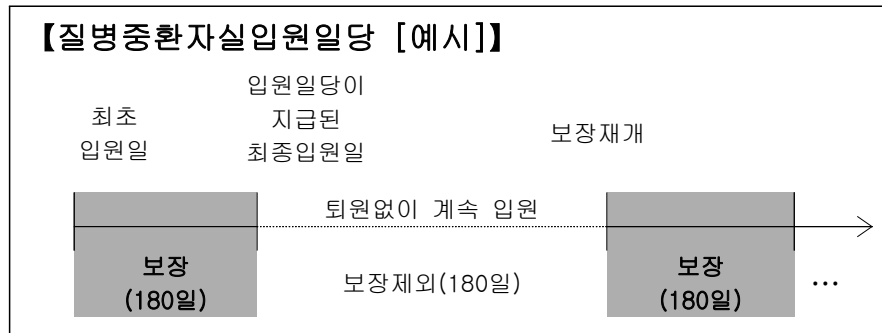 【질병중환자실입원일당 [예시]】
최초
입원일
입원일당이
지급된
최종입원일
보장재개
퇴원없이 계속 입원
보장
(180일)
보장제외(180일)
보장
(180일)
…